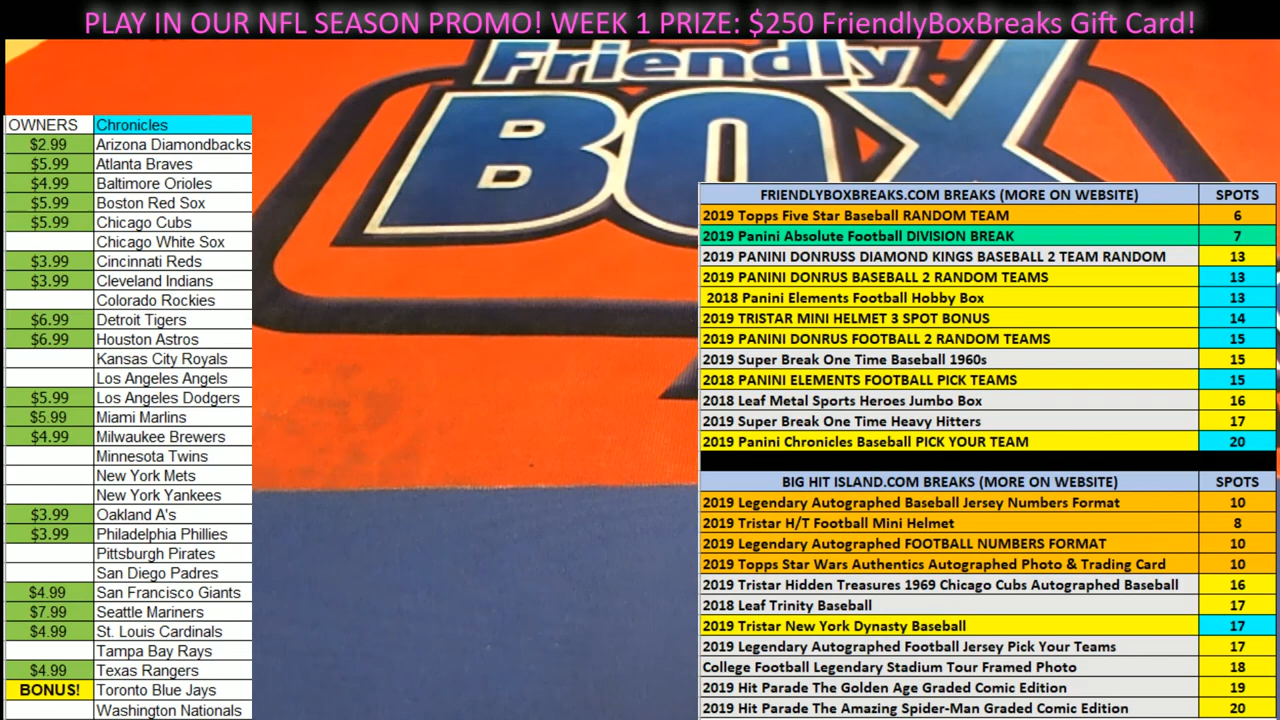 PLAY IN OUR NFL SEASON PROMO! WEEK 1 PRIZE: $250 FriendlyBoxBreaks Gift Card!
Friendly
BOX
OWNERS Chronicles
$2.99 Arizona Diamondbacks
$5.99 Atlanta Braves
$4.99 Baltimore Orioles
$5.99 Boston Red Sox
$5.99 Chicago Cubs
Chicago White Sox
$3.99 Cincinnati Reds
$3.99 Cleveland Indians
Colorado Rockies
$6.99 Detroit Tigers
$6.99 Houston Astros
Kansas City Royals
Los Angeles Angels
$5.99 Los Angeles Dodgers
$5.99 Miami Marlins
$4.99 Milwaukee Brewers
Minnesota Twins
New York Mets
New York Yankees
$3.99 Oakland A's
$3.99 Philadelphia Phillies
Pittsburgh Pirates
San Diego Padres
$4.99 San Francisco Giants
$7.99 Seattle Mariners
$4.99 St. Louis Cardinals
Tampa Bay Rays
$4.99 Texas Rangers
BONUS! Toronto Blue Jays
Washington Nationals
FRIENDLYBOXBREAKS.COM BREAKS (MORE ON WEBSITE) SPOTS
2019 Topps Five Star Baseball RANDOM TEAM 6
2019 Panini Absolute Football DIVISION BREAK 7
2019 PANINI DONRUSS DIAMOND KINGS BASEBALL 2 TEAM RANDOM 13
2019 PANINI DONRUS BASEBALL 2 RANDOM TEAMS 13
2018 Panini Elements Football Hobby Box 13
2019 TRISTAR MINI HELMET 3 SPOT BONUS 14
2019 PANINI DONRUS FOOTBALL 2 RANDOM TEAMS 15
2019 Super Break One Time Baseball 1960s 15
2018 PANINI ELEMENTS FOOTBALL PICK TEAMS 15
2018 Leaf Metal Sports Heroes Jumbo Box 16
2019 Super Break One Time Heavy Hitters 17
2019 Panini Chronicles Baseball PICK YOUR TEAM 20
BIG HIT ISLAND.COM BREAKS (MORE ON WEBSITE) SPOTS
2019 Legendary Autographed Baseball Jersey Numbers Format 10
2019 Tristar H/T Football Mini Helmet 8
2019 Legendary Autographed FOOTBALL NUMBERS FORMAT 10
2019 Topps Star Wars Authentics Autographed Photo & Trading Card 10
2019 Tristar Hidden Treasures 1969 Chicago Cubs Autographed Baseball 16
2018 Leaf Trinity Baseball 17
2019 Tristar New York Dynasty Baseball 17
2019 Legendary Autographed Football Jersey Pick Your Teams 17
College Football Legendary Stadium Tour Framed Photo 18
2019 Hit Parade The Golden Age Graded Comic Edition 19
2019 Hit Parade The Amazing Spider-Man Graded Comic Edition 20